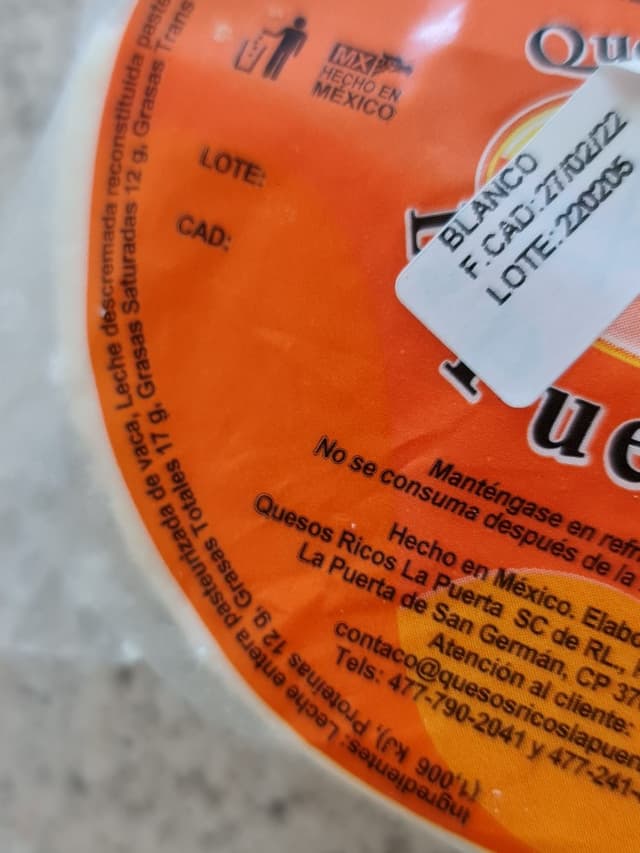 Que
MX
HECHO EN
MÉXICO
LOTE:
CAD:
BLANCO
F. CAD: 27/02/22
LOTE: 220205
ue
Manténgase en refri
No se consuma después de la
Hecho en México. Elabo
Quesos Ricos La Puerta SC de RL.
La Puerta de San Germán, CP 37
Atención al cliente:
contaco@quesosricoslapuer
Tels: 477-790-2041 y 477-241-
Ingredientes: Leche entera pasteurizada de vaca, Leche descremada reconstituida paste
(1,006 kJ), Proteínas 12 g, Grasas Totales 17 g, Grasas Saturadas 12 g, Grasas Trans